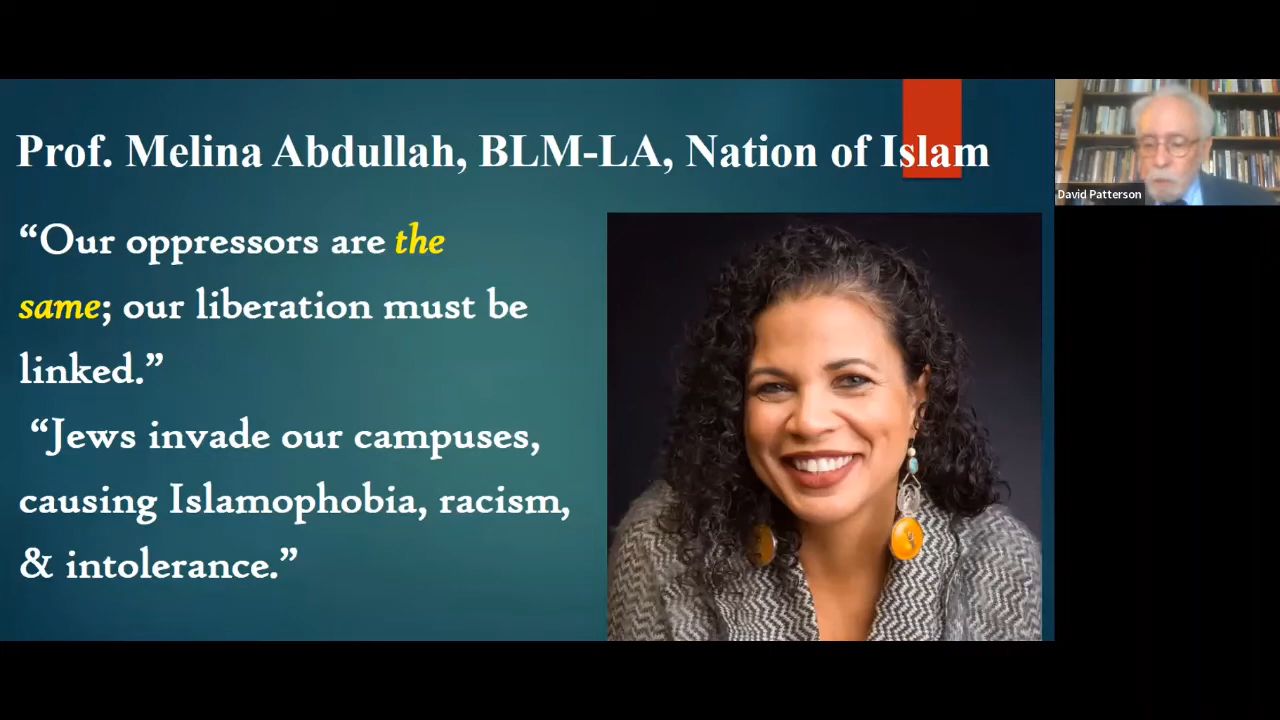 Prof. Melina Abdullah, BLM-LA, Nation of Islam
“Our oppressors are the
same; our liberation must be
linked.”
“Jews invade our campuses,
causing Islamophobia, racism,
& intolerance.”
David Patterson